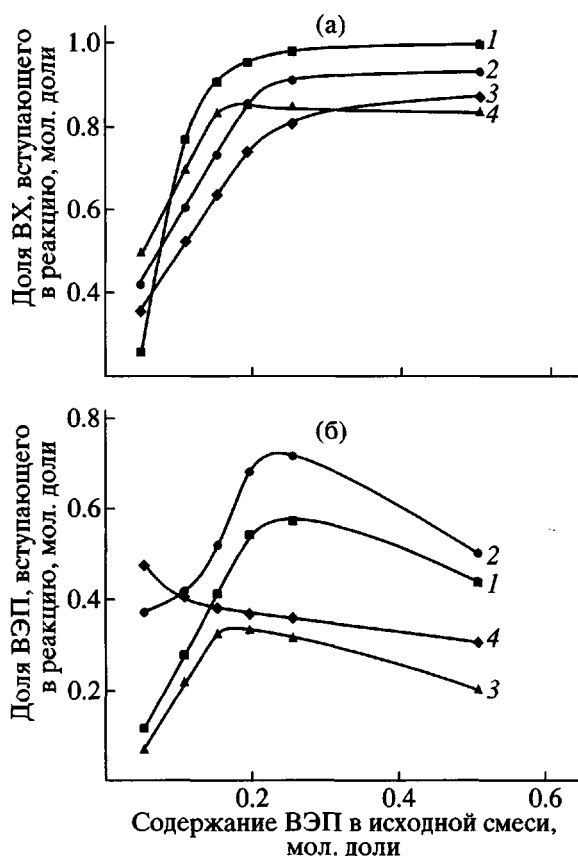 (а)
Доля ВХ, вступающего
в реакцию, мол. доли
1.0
0.8
0.6
0.4
1
2
3
4
(б)
Доля ВЭП, вступающего
в реакцию, мол. доли
0.8
0.6
0.4
0.2
2
1
4
3
0.2
0.4
0.6
Содержание ВЭП в исходной смеси,
мол. доли